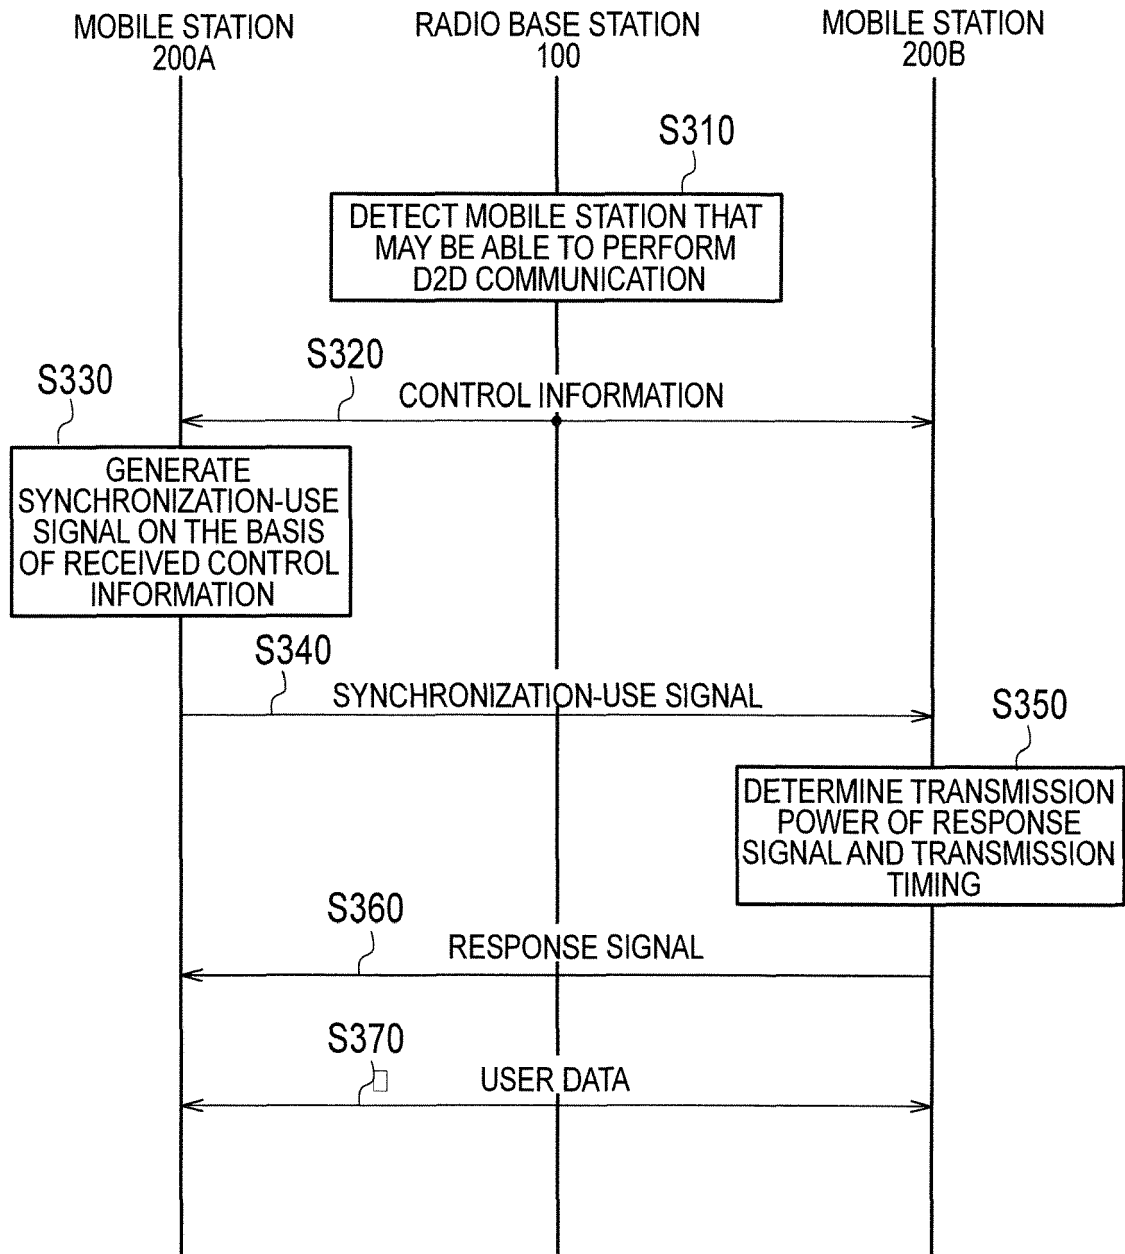 MOBILE STATION
200A
RADIO BASE STATION
100
MOBILE STATION
200B
S310
DETECT MOBILE STATION THAT
MAY BE ABLE TO PERFORM
D2D COMMUNICATION
S320
CONTROL INFORMATION
S330
GENERATE
SYNCHRONIZATION-USE
SIGNAL ON THE BASIS
OF RECEIVED CONTROL
INFORMATION
S340
SYNCHRONIZATION-USE SIGNAL
S350
DETERMINE TRANSMISSION
POWER OF RESPONSE
SIGNAL AND TRANSMISSION
TIMING
S360
RESPONSE SIGNAL
S370
USER DATA